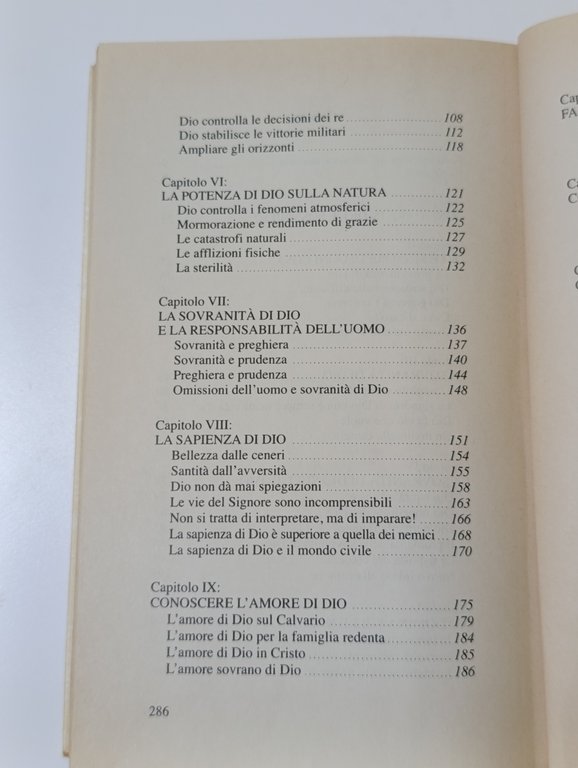 Dio controlla le decisioni dei re ........................ 108
Dio stabilisce le vittorie militari ........................ 112
Ampliare gli orizzonti ........................ 118
Capitolo VI:
LA POTENZA DI DIO SULLA NATURA ........................ 121
Dio controlla i fenomeni atmosferici ........................ 122
Mormorazione e rendimento di grazie ........................ 125
Le catastrofi naturali ........................ 127
Le afflizioni fisiche ........................ 129
La sterilità ........................ 132
Capitolo VII:
LA SOVRANITÀ DI DIO
E LA RESPONSABILITÀ DELL'UOMO ........................ 136
Sovranità e preghiera ........................ 137
Sovranità e prudenza ........................ 140
Preghiera e prudenza ........................ 144
Omissioni dell'uomo e sovranità di Dio ........................ 148
Capitolo VIII:
LA SAPIENZA DI DIO ........................ 151
Bellezza dalle ceneri ........................ 154
Santità dall'avversità ........................ 155
Dio non dà mai spiegazioni ........................ 158
Le vie del Signore sono incomprensibili ........................ 163
Non si tratta di interpretare, ma di imparare! ....... 166
La sapienza di Dio è superiore a quella dei nemici ... 168
La sapienza di Dio e il mondo civile ........................ 170
Capitolo IX:
CONOSCERE L'AMORE DI DIO ........................ 175
L'amore di Dio sul Calvario ........................ 179
L'amore di Dio per la famiglia redenta ........................ 184
L'amore di Dio in Cristo ........................ 185
L'amore sovrano di Dio ........................ 186
286